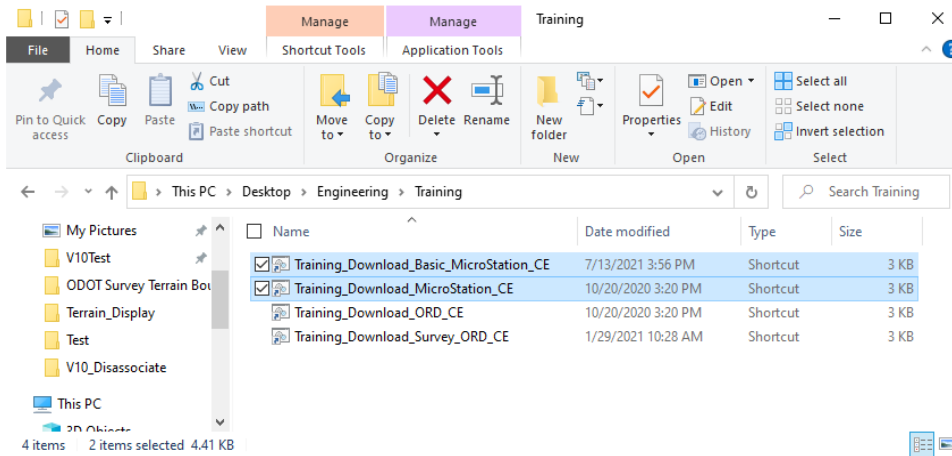 Manage Manage Training
File Home Share View Shortcut Tools Application Tools
Pin to Quick access
Copy
Paste
Cut
Copy path
Paste shortcut
Clipboard
Move to
Copy to
Delete
Rename
Organize
New folder
New
Properties
Open
Edit
History
Open
Select all
Select none
Invert selection
Select
This PC > Desktop > Engineering > Training
Search Training
My Pictures
V10Test
ODOT Survey Terrain Bou
Terrain_Display
Test
V10_Disassociate
This PC
3D Objects
Name Date modified Type Size
Training_Download_Basic_MicroStation_CE 7/13/2021 3:56 PM Shortcut 3 KB
Training_Download_MicroStation_CE 10/20/2020 3:20 PM Shortcut 3 KB
Training_Download_ORD_CE 10/20/2020 3:20 PM Shortcut 3 KB
Training_Download_Survey_ORD_CE 1/29/2021 10:28 AM Shortcut 3 KB
4 items 2 items selected 4.41 KB